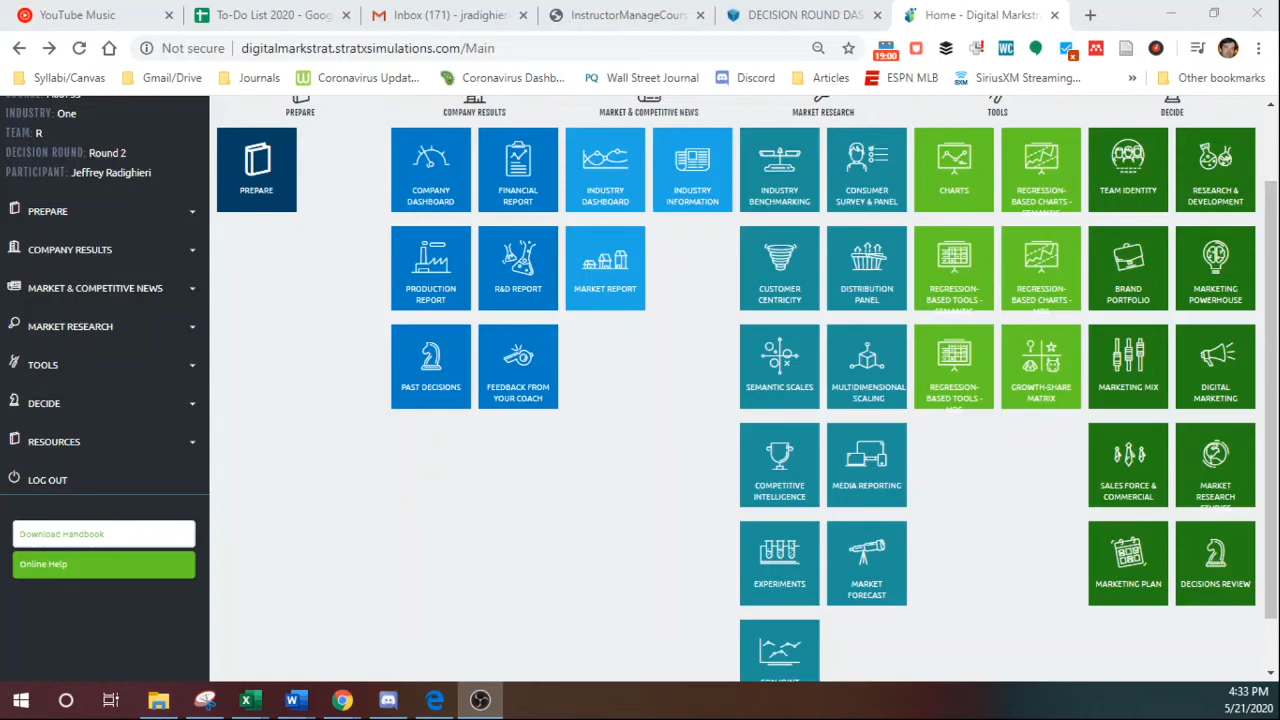 YouTube Music
To-Do List 2020 - Goog
Inbox (171) - jradighier
InstructorManageCours
DECISION ROUND DAS
Home - Digital Markstr
Not secure
digitalmarkstrat.stratxsimulations.com/Main
19:00
WC
Syllabi/Canvas
Gmail/Drive
Journals
Coronavirus Updat...
Coronavirus Dashb...
PQ Wall Street Journal
Discord
Articles
ESPN MLB
SiriusXM Streaming...
»
Other bookmarks
INDUSTRY: One
TEAM: R
DECISION ROUND: Round 2
PARTICIPANT: Jeffrey Radighieri
PREPARE
COMPANY RESULTS
MARKET & COMPETITIVE NEWS
MARKET RESEARCH
TOOLS
DECIDE
RESOURCES
LOG OUT
Download Handbook
Online Help
PREPARE
COMPANY RESULTS
MARKET & COMPETITIVE NEWS
MARKET RESEARCH
TOOLS
DECIDE
PREPARE
COMPANY
DASHBOARD
FINANCIAL
REPORT
INDUSTRY
DASHBOARD
INDUSTRY
INFORMATION
INDUSTRY
BENCHMARKING
CONSUMER
SURVEY & PANEL
CHARTS
REGRESSION-
BASED CHARTS -
SEMANTIC
TEAM IDENTITY
RESEARCH &
DEVELOPMENT
PRODUCTION
REPORT
R&D REPORT
MARKET REPORT
CUSTOMER
CENTRICITY
DISTRIBUTION
PANEL
REGRESSION-
BASED TOOLS -
SEMANTIC
REGRESSION-
BASED CHARTS -
MDS
BRAND
PORTFOLIO
MARKETING
POWERHOUSE
PAST DECISIONS
FEEDBACK FROM
YOUR COACH
SEMANTIC SCALES
MULTIDIMENSIONAL
SCALING
REGRESSION-
BASED TOOLS -
MDS
GROWTH-SHARE
MATRIX
MARKETING MIX
DIGITAL
MARKETING
COMPETITIVE
INTELLIGENCE
MEDIA REPORTING
SALES FORCE &
COMMERCIAL
MARKET
RESEARCH
STUDIES
EXPERIMENTS
MARKET
FORECAST
MARKETING PLAN
DECISIONS REVIEW
4:33 PM
5/21/2020